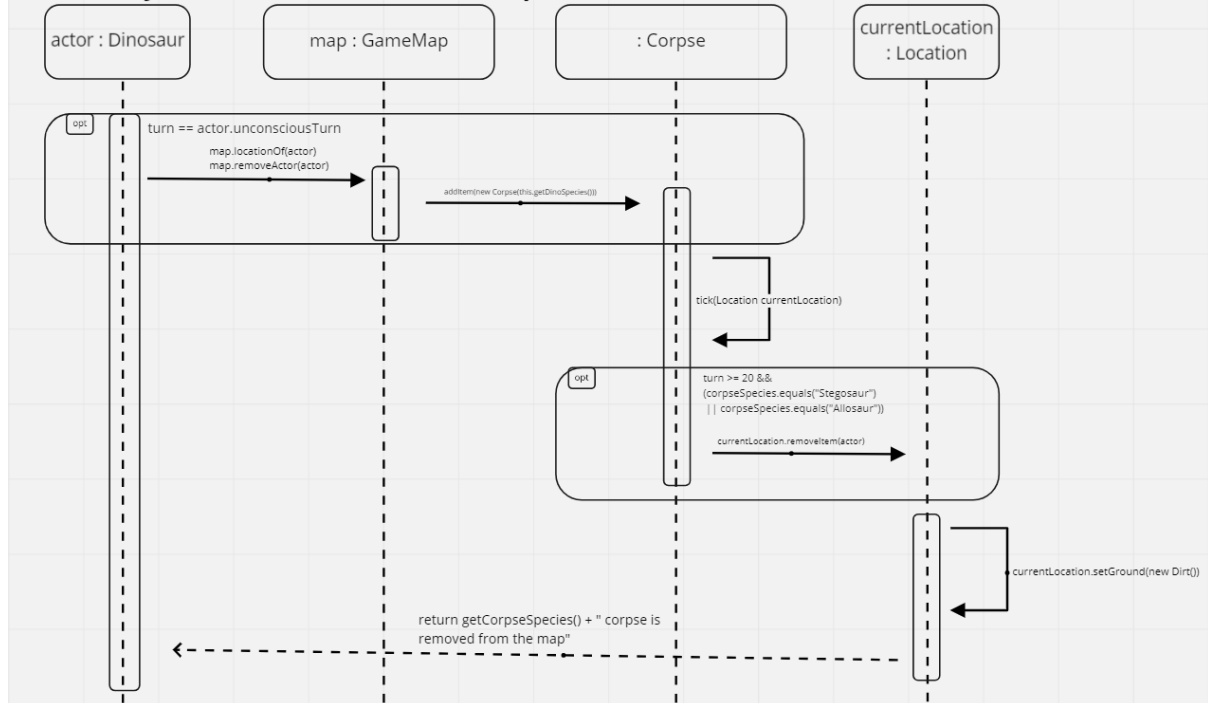 actor : Dinosaur
map : GameMap
: Corpse
currentLocation
: Location
opt
turn == actor.unconsciousTurn
map.locationOf(actor)
map.removeActor(actor)
addItem(new Corpse(this.getDinoSpecies()))
tick(Location currentLocation)
opt
turn >= 20 &&
(corpseSpecies.equals("Stegosaur")
|| corpseSpecies.equals("Allosaur"))
currentLocation.removeItem(actor)
currentLocation.setGround(new Dirt())
return getCorpseSpecies() + " corpse is
removed from the map"